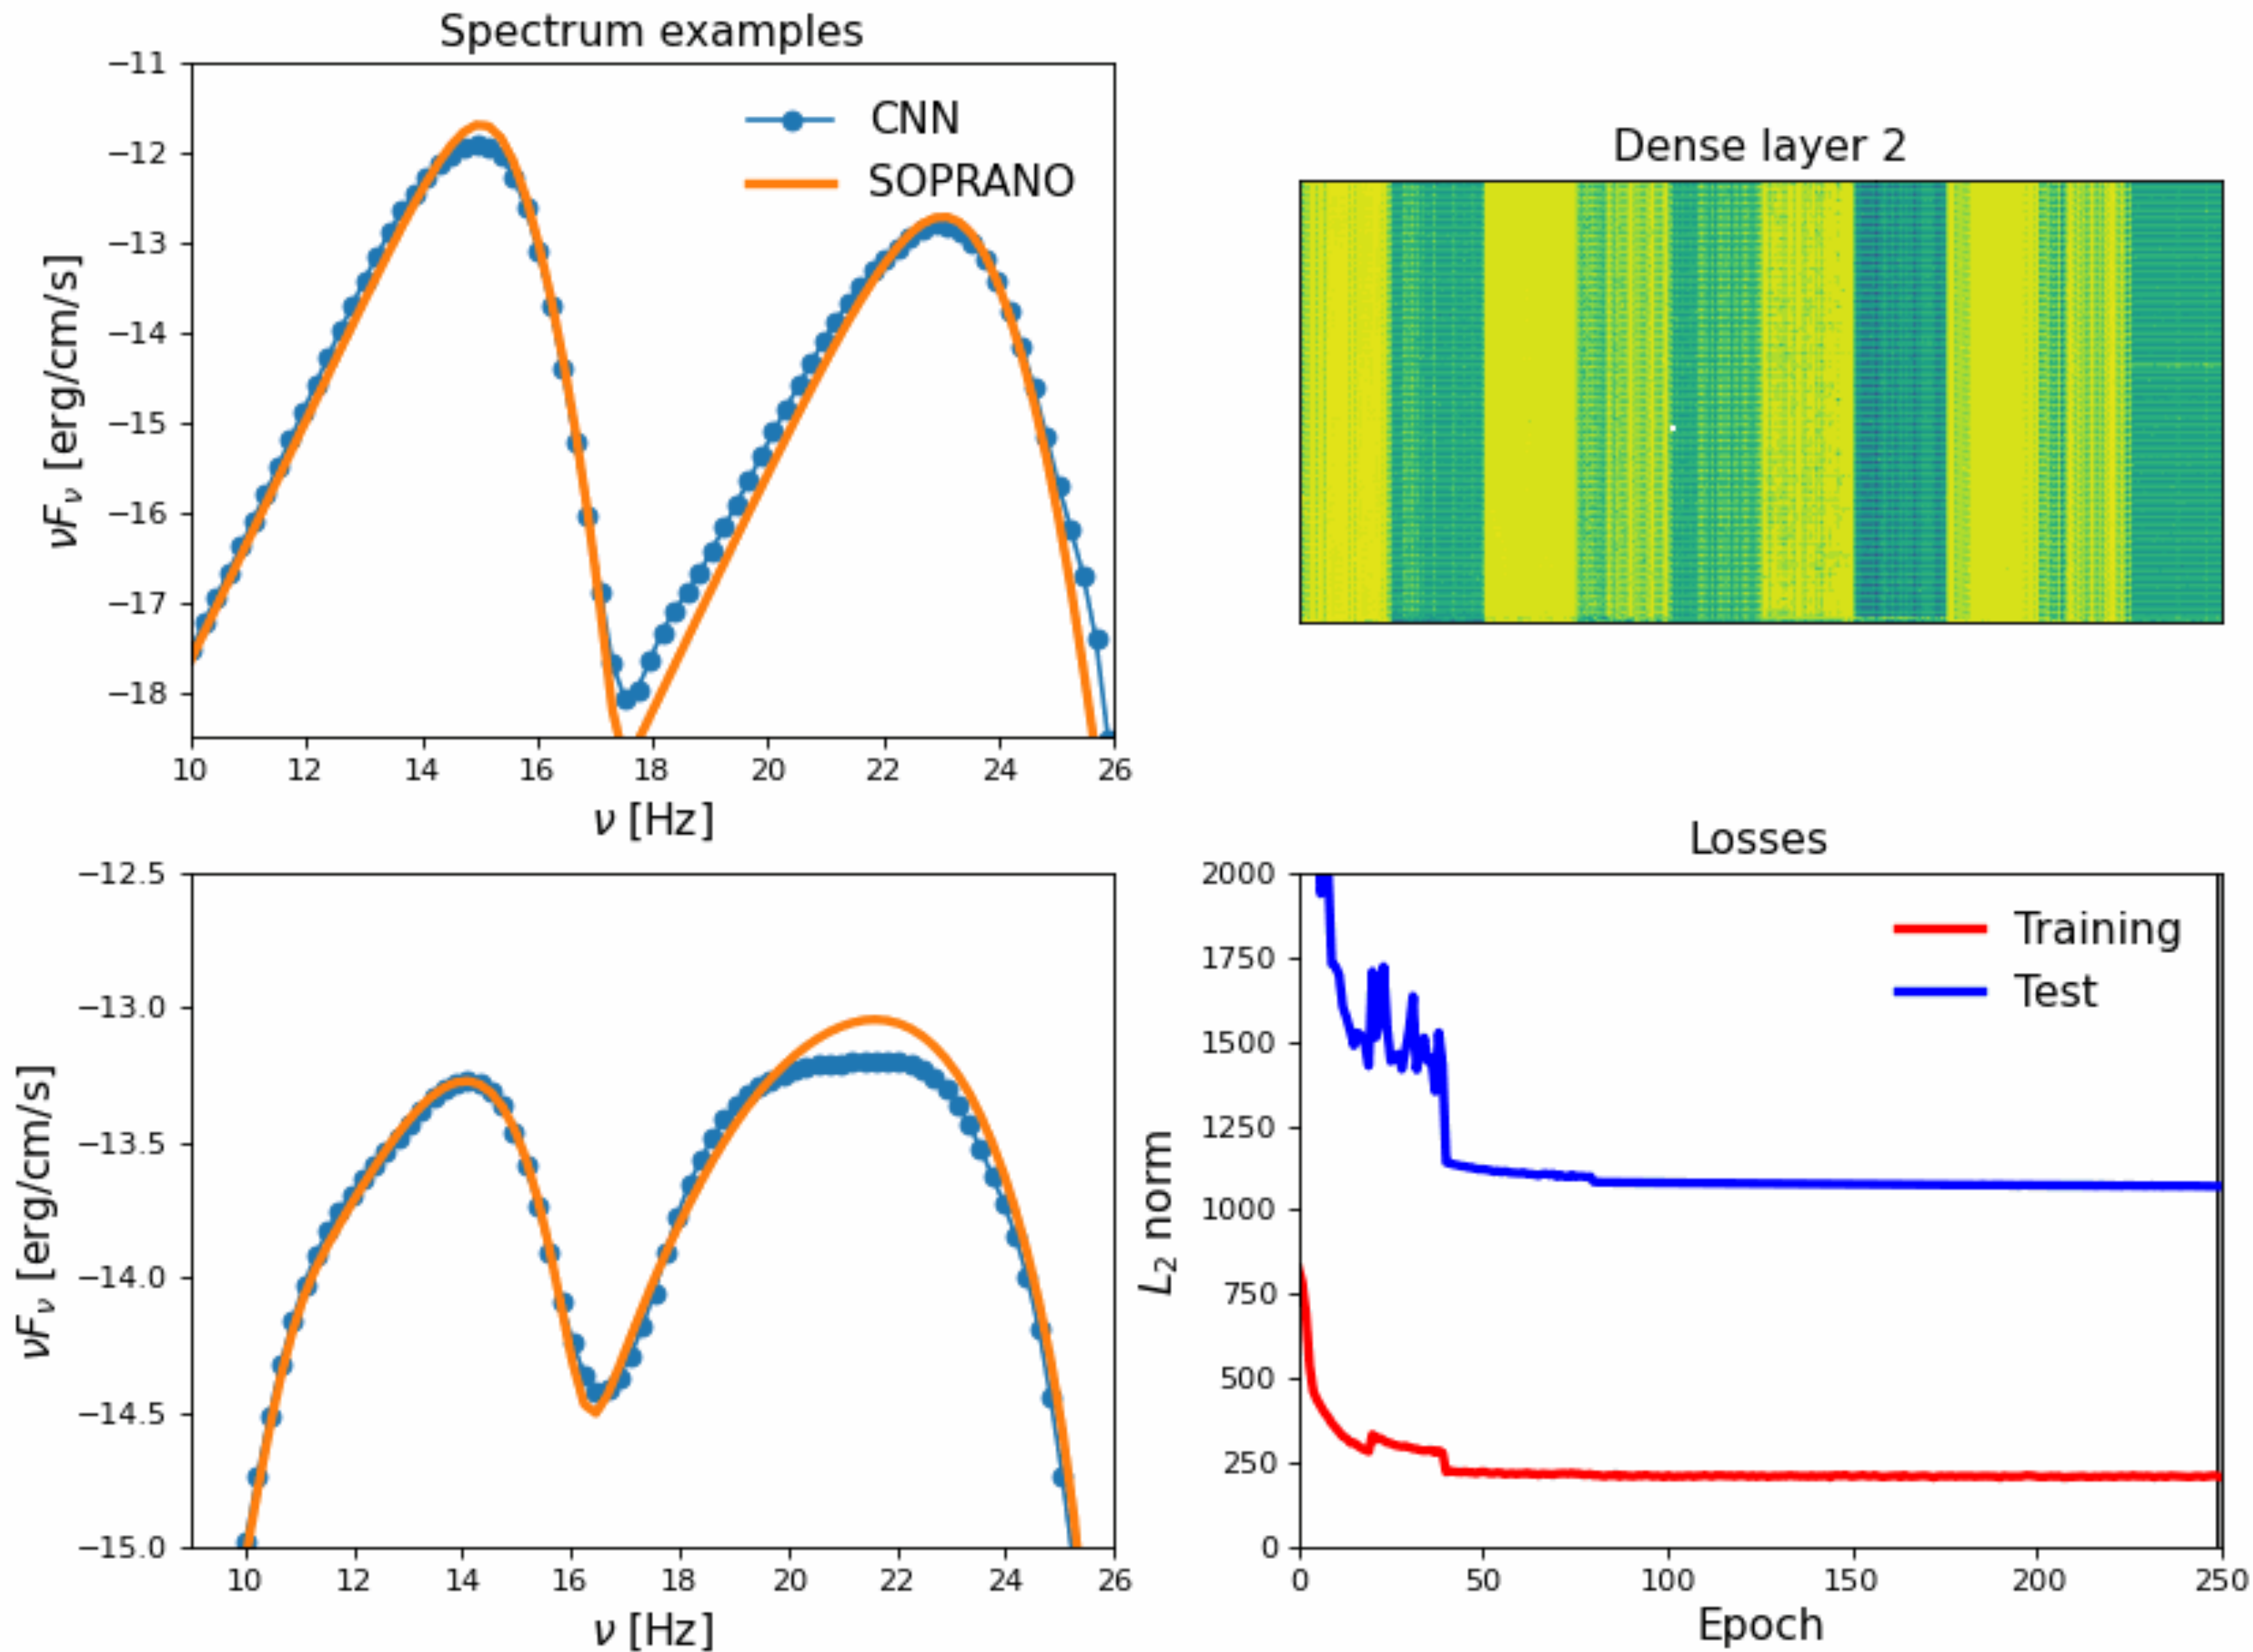 Spectrum examples
−11
−12
−13
−14
−15
−16
−17
−18
νFν [erg/cm/s]
CNN
SOPRANO
10 12 14 16 18 20 22 24 26
ν [Hz]
Dense layer 2
−12.5
−13.0
−13.5
−14.0
−14.5
−15.0
νFν [erg/cm/s]
10 12 14 16 18 20 22 24 26
ν [Hz]
Losses
2000
1750
1500
1250
1000
750
500
250
0
L2 norm
Training
Test
0 50 100 150 200 250
Epoch